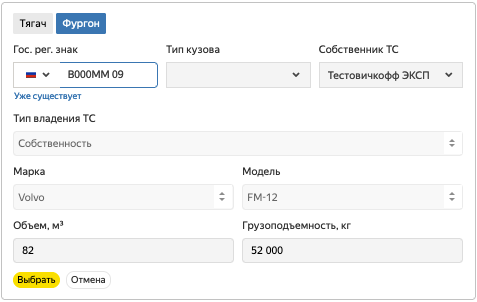 Тягач Фургон
Гос. рег. знак Тип кузова Собственник ТС
В000ММ 09 Тестовичкофф ЭКСП
Уже существует
Тип владения ТС
Собственность
Марка Модель
Volvo FM-12
Объем, м³ Грузоподъемность, кг
82 52 000
Выбрать Отмена